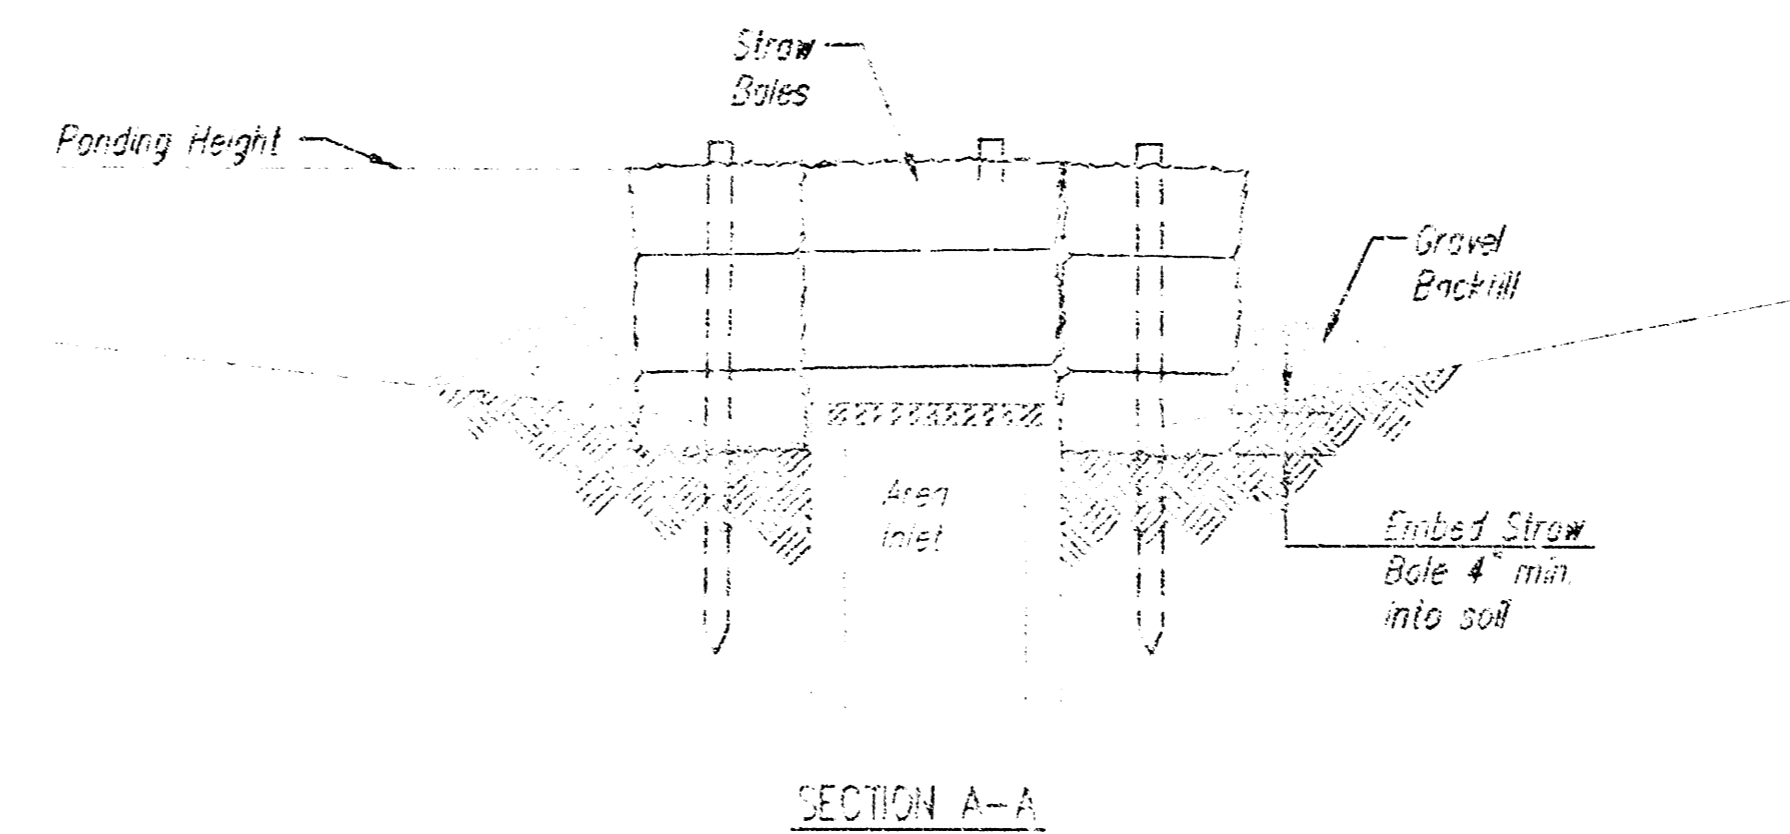 Straw
Bales
Ponding Height
Gravel
Backfill
Area
Inlet
Embed Straw
Bale 4" min.
into soil
SECTION A-A